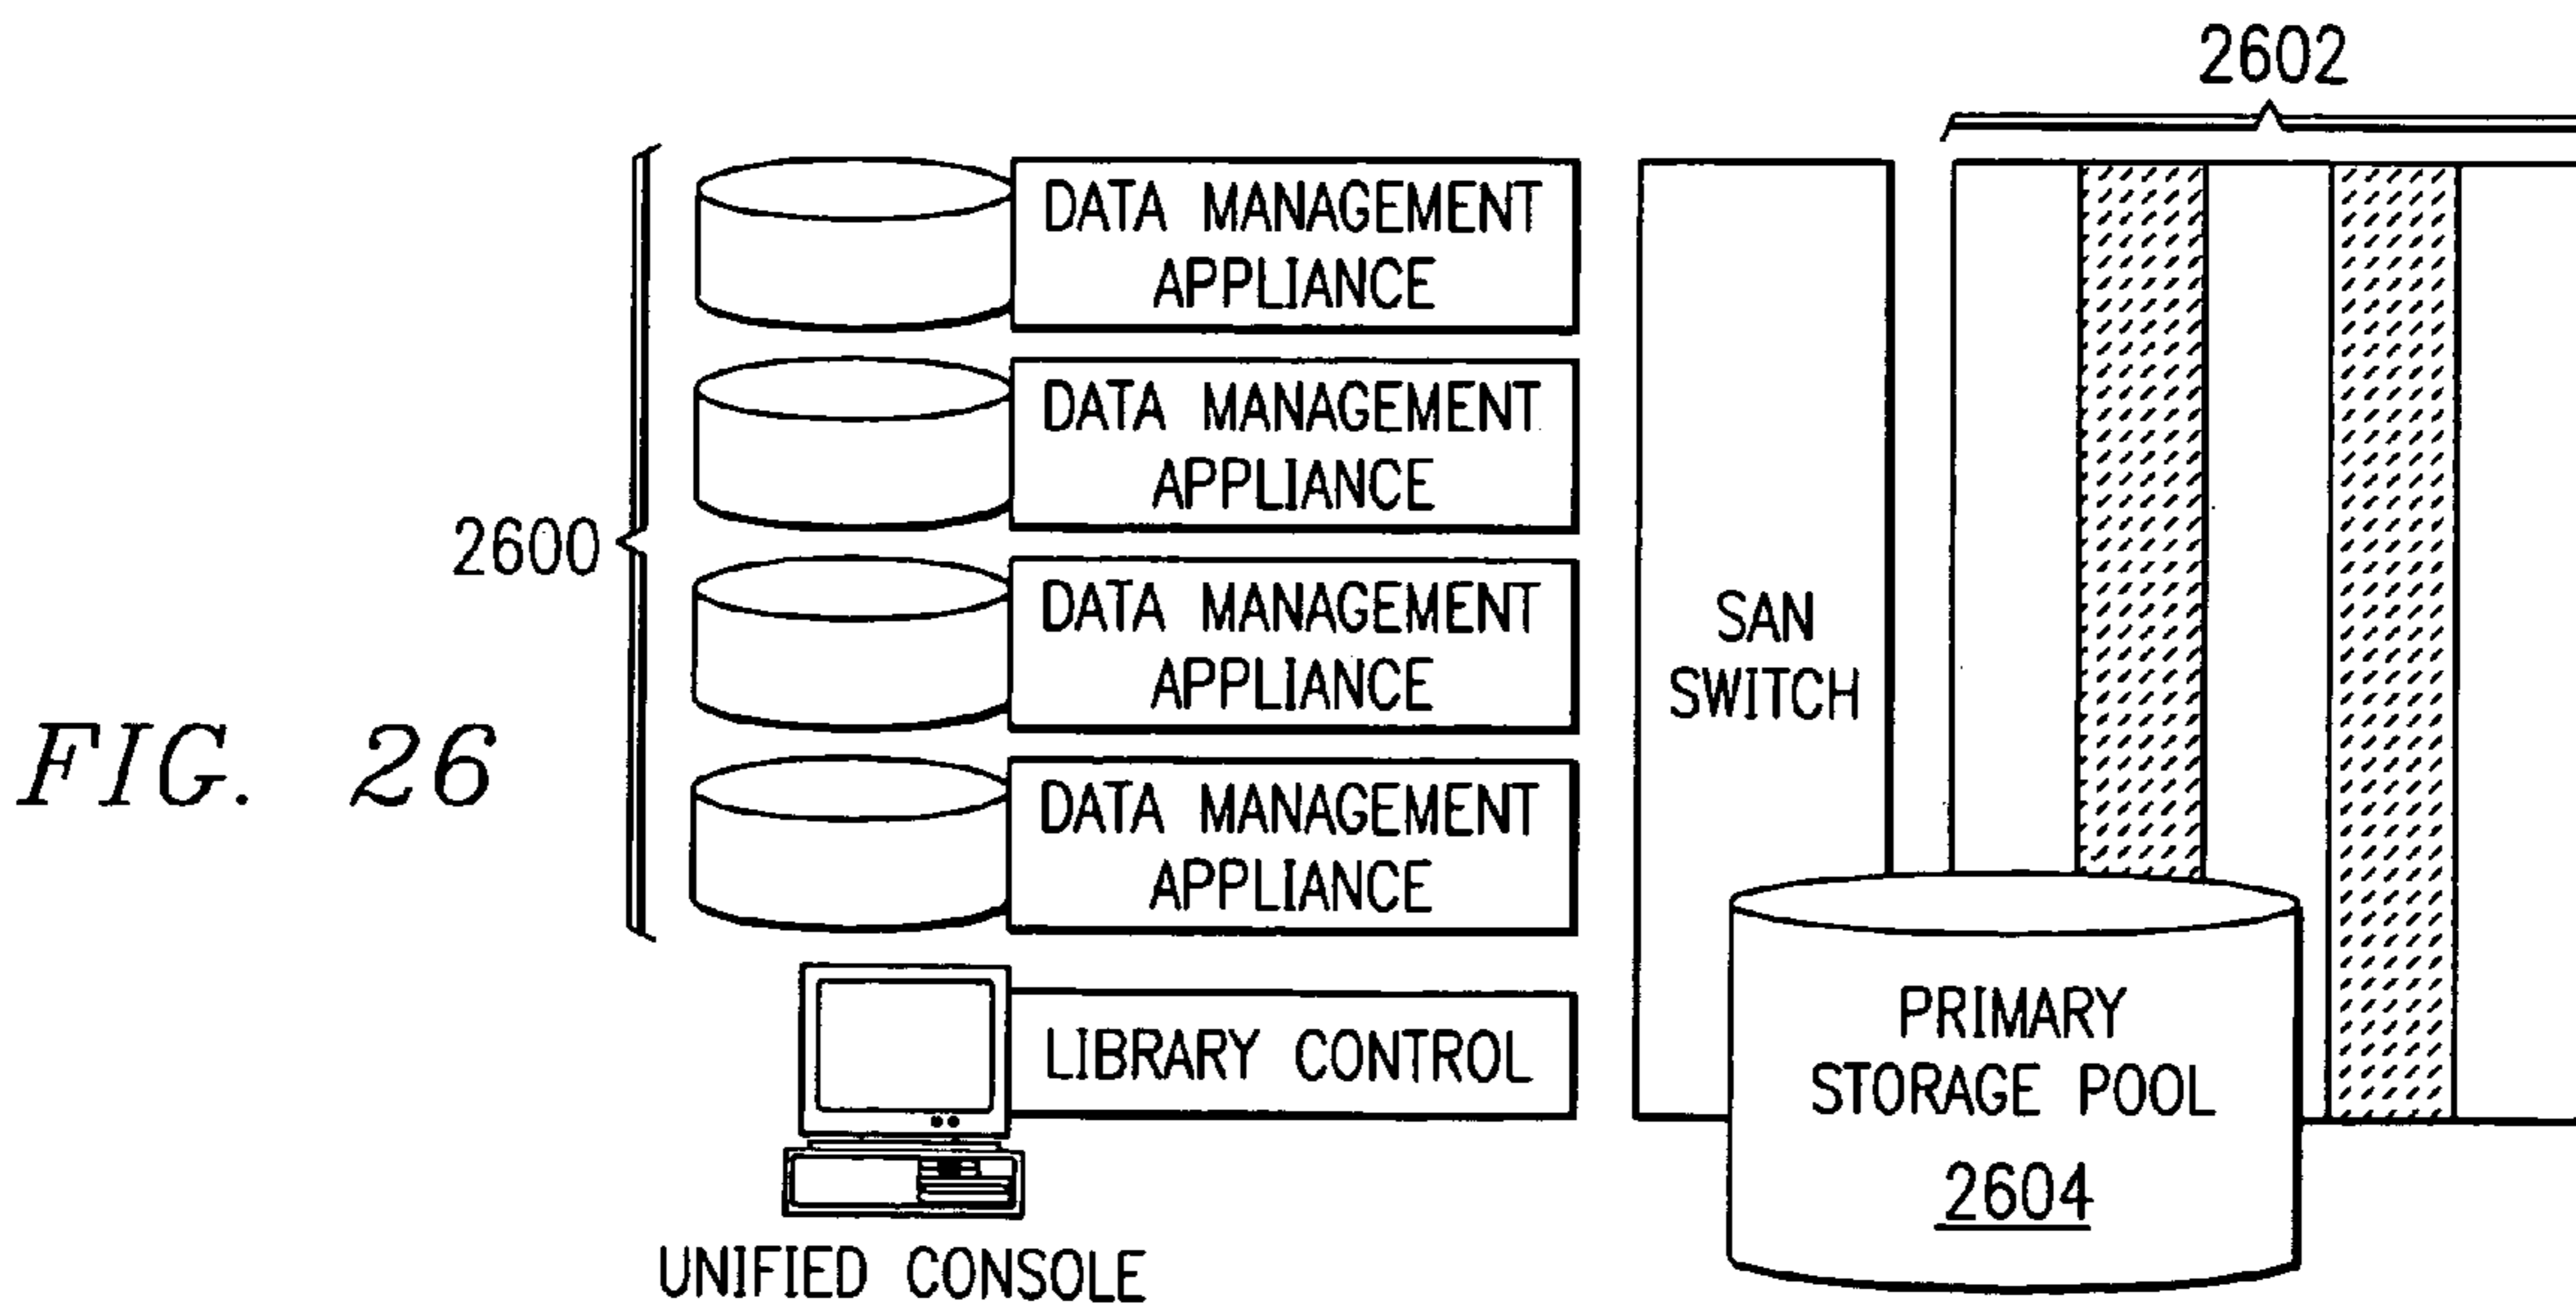 2602
DATA MANAGEMENT
APPLIANCE
DATA MANAGEMENT
APPLIANCE
2600
DATA MANAGEMENT
APPLIANCE
SAN
SWITCH
FIG. 26
DATA MANAGEMENT
APPLIANCE
LIBRARY CONTROL
PRIMARY
STORAGE POOL
2604
UNIFIED CONSOLE